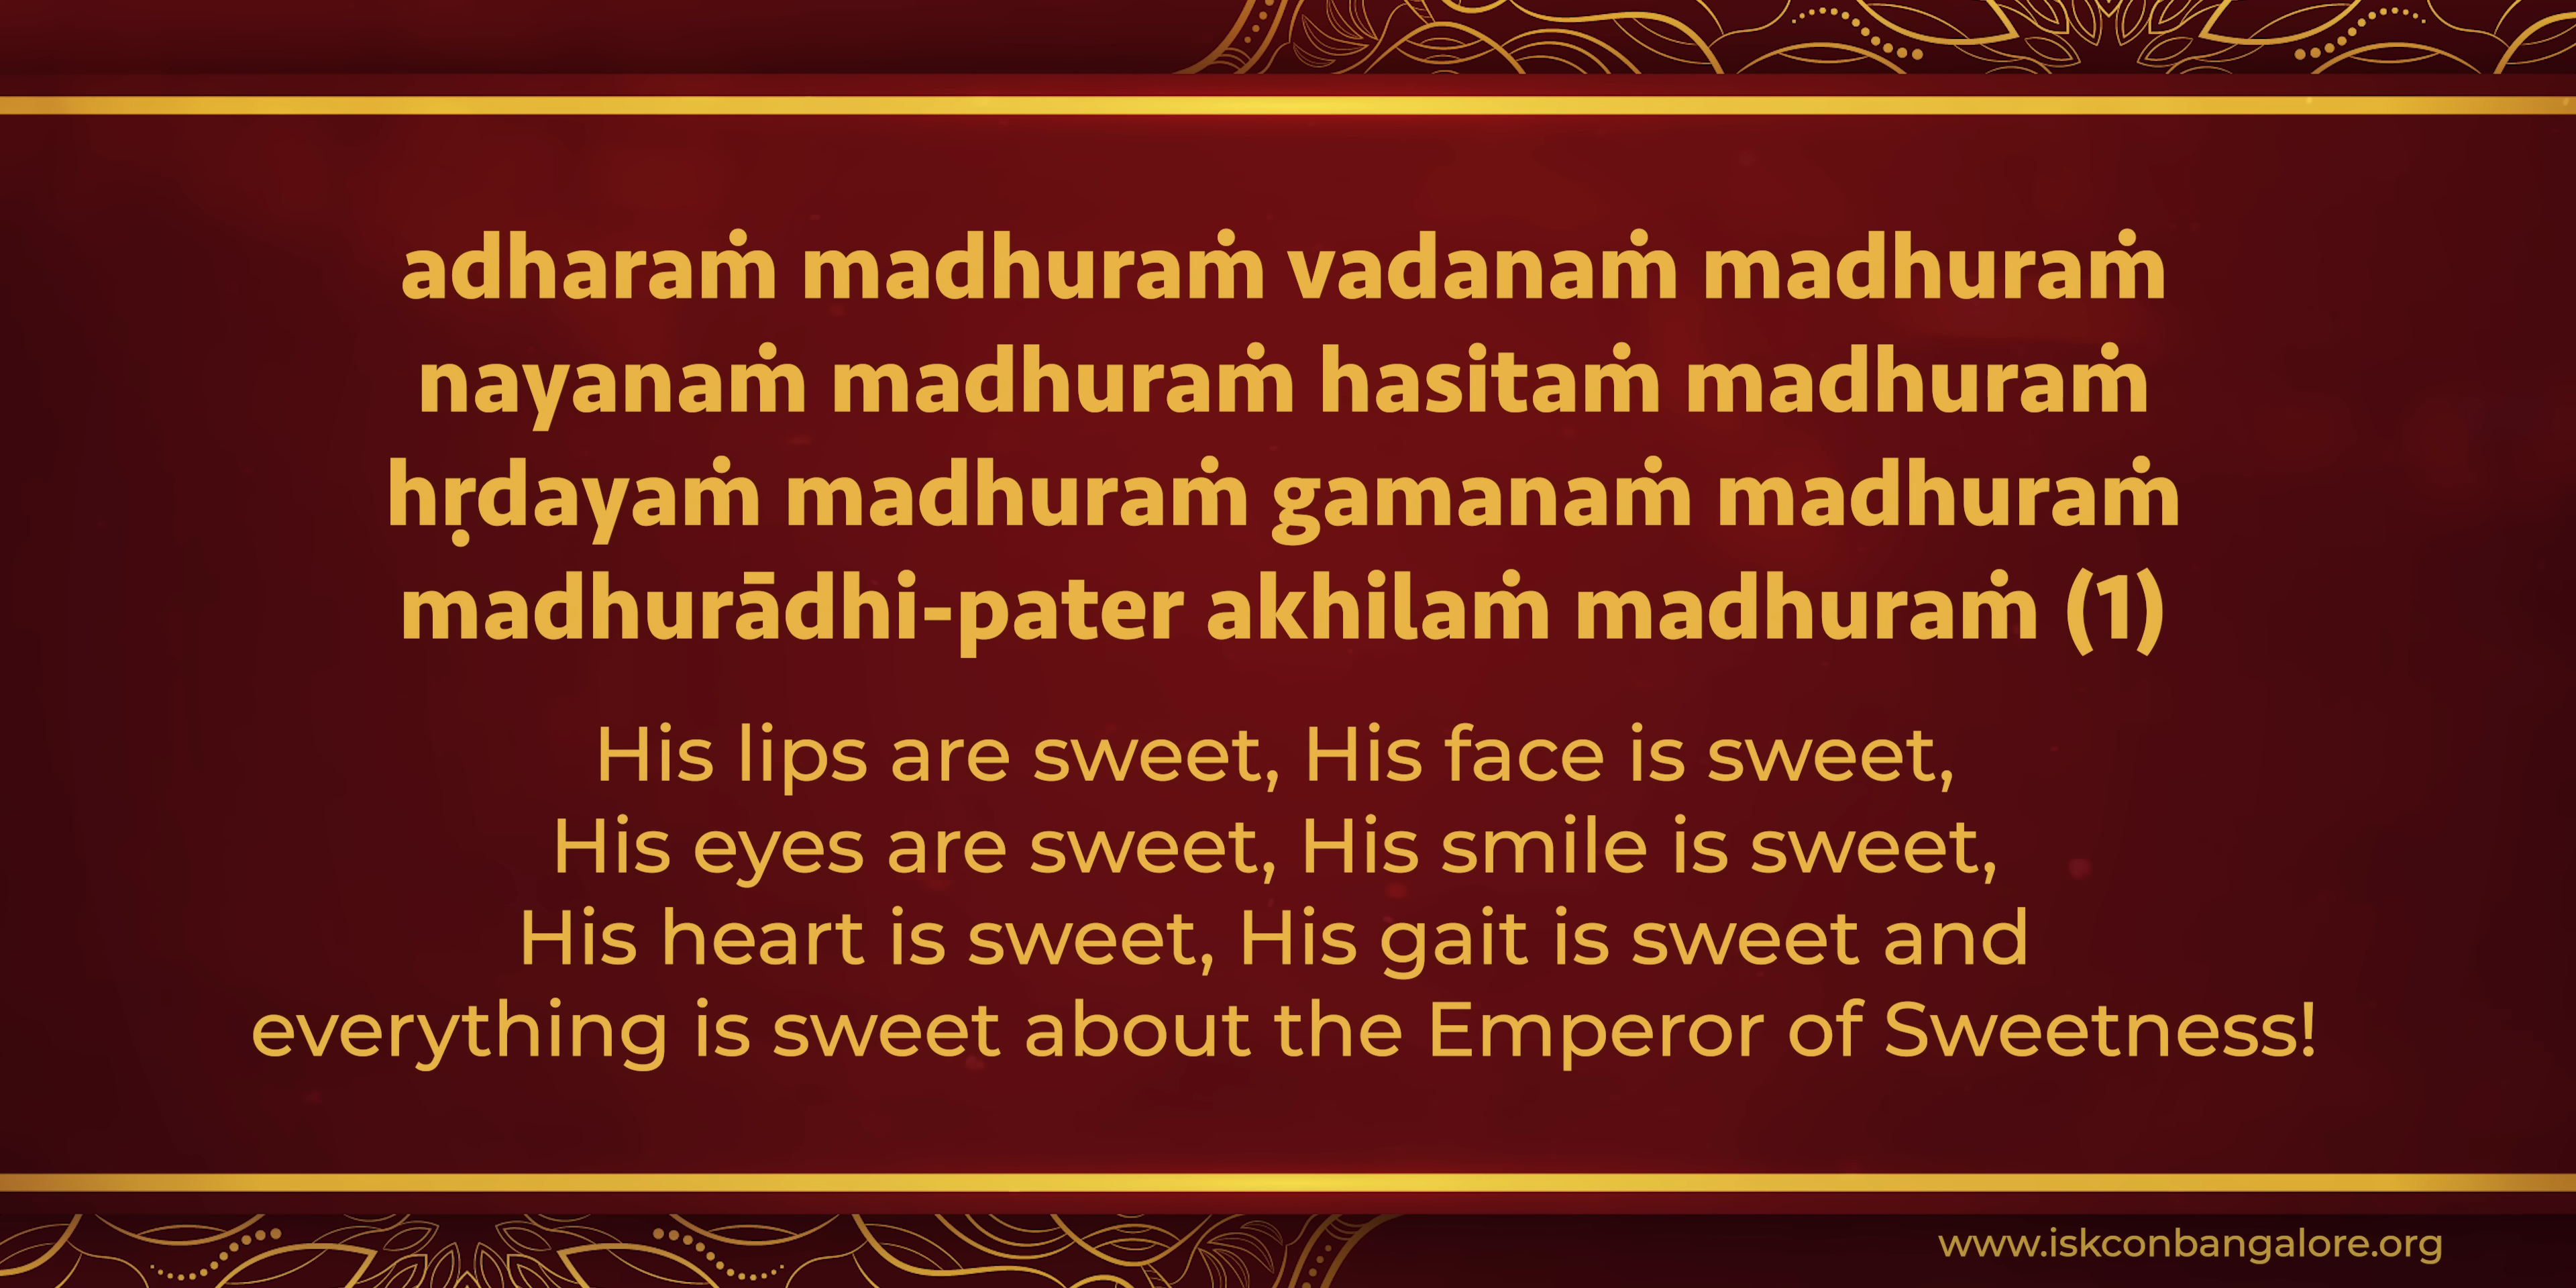 adharaṁ madhuraṁ vadanaṁ madhuraṁ
nayanaṁ madhuraṁ hasitaṁ madhuraṁ
hṛdayaṁ madhuraṁ gamanaṁ madhuraṁ
madhurādhi-pater akhilaṁ madhuraṁ (1)
His lips are sweet, His face is sweet,
His eyes are sweet, His smile is sweet,
His heart is sweet, His gait is sweet and
everything is sweet about the Emperor of Sweetness!
www.iskconbangalore.org